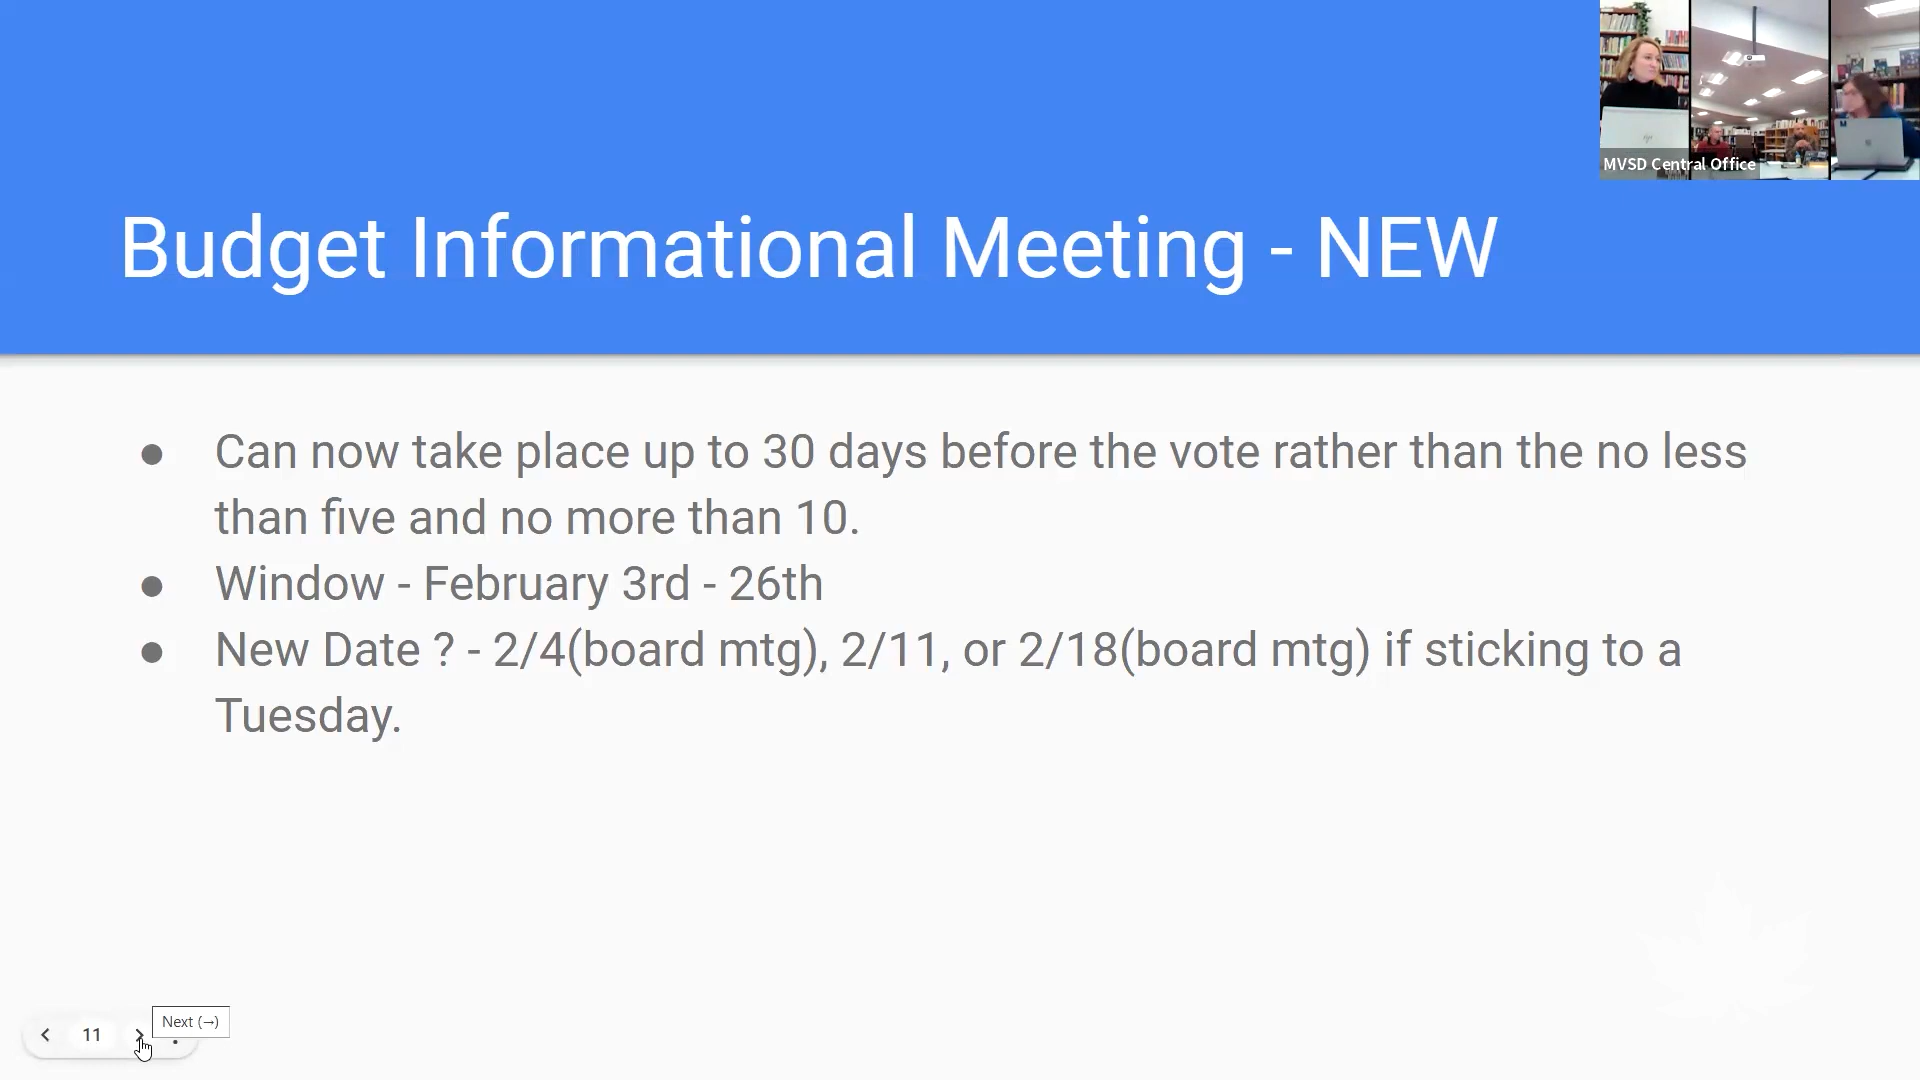 MVSD Central Office
Budget Informational Meeting - NEW
● Can now take place up to 30 days before the vote rather than the no less
than five and no more than 10.
● Window - February 3rd - 26th
● New Date ? - 2/4(board mtg), 2/11, or 2/18(board mtg) if sticking to a
Tuesday.
Next (→)
11